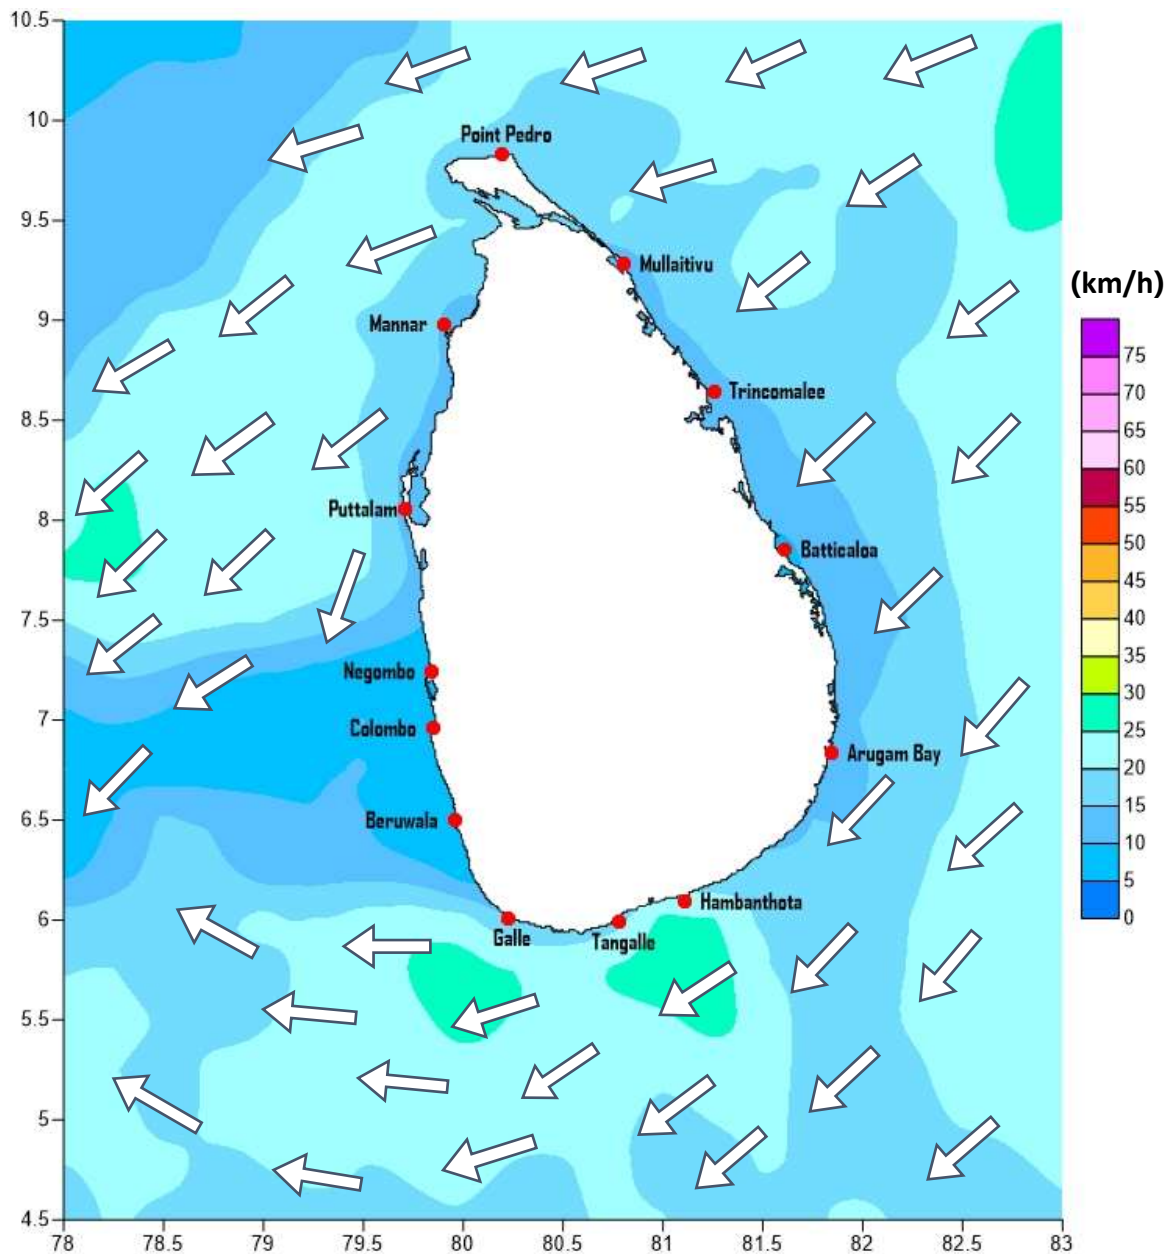 10.5
10
Point Pedro
9.5
Mullaitivu
(km/h)
9
Mannar
75
70
Trincomalee
8.5
65
60
55
Puttalam
8
50
Batticaloa
45
40
7.5
35
Negombo
30
7
Colombo
25
Arugam Bay
20
6.5
Beruwala
15
10
5
Hambanthota
6
0
Galle
Tangalle
5.5
5
4.5
78 78.5 79 79.5 80 80.5 81 81.5 82 82.5 83